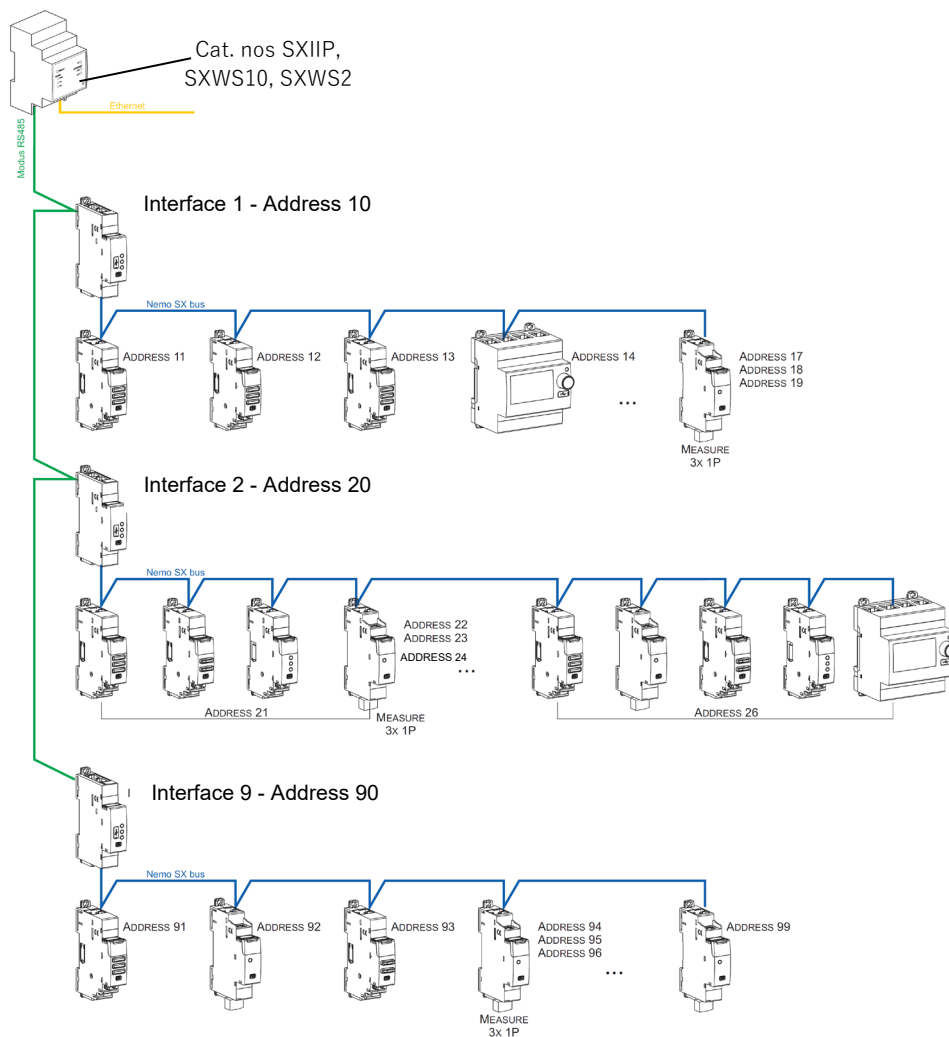 Cat. nos SXIIP,
SXWS10, SXWS2
Ethernet
Modus RS485
Interface 1 - Address 10
Nemo SX bus
ADDRESS 11
ADDRESS 12
ADDRESS 13
ADDRESS 14
ADDRESS 17
ADDRESS 18
ADDRESS 19
...
MEASURE
3X 1P
Interface 2 - Address 20
Nemo SX bus
ADDRESS 22
ADDRESS 23
ADDRESS 24
...
ADDRESS 21
MEASURE
3X 1P
ADDRESS 26
Interface 9 - Address 90
Nemo SX bus
ADDRESS 91
ADDRESS 92
ADDRESS 93
ADDRESS 94
ADDRESS 95
ADDRESS 96
ADDRESS 99
...
MEASURE
3X 1P